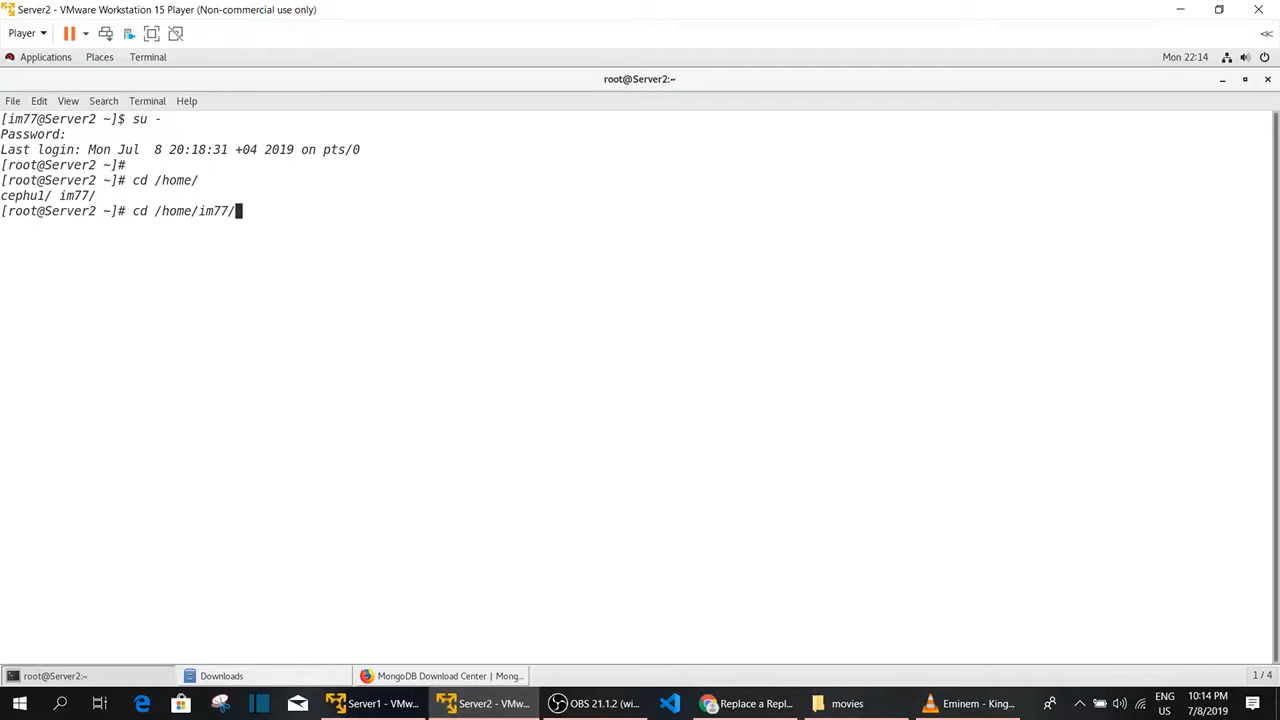 Server2 - VMware Workstation 15 Player (Non-commercial use only)
Player
Applications Places Terminal Mon 22:14
root@Server2:~
File Edit View Search Terminal Help
[im77@Server2 ~]$ su -
Password:
Last login: Mon Jul  8 20:18:31 +04 2019 on pts/0
[root@Server2 ~]#
[root@Server2 ~]# cd /home/
cephu1/ im77/
[root@Server2 ~]# cd /home/im77/
root@Server2:~ Downloads MongoDB Download Center | Mong... 1 / 4
Server1 - VMw... Server2 - VMw... OBS 21.1.2 (wi... Replace a Repl... movies Eminem - King... ENG 10:14 PM
US 7/8/2019